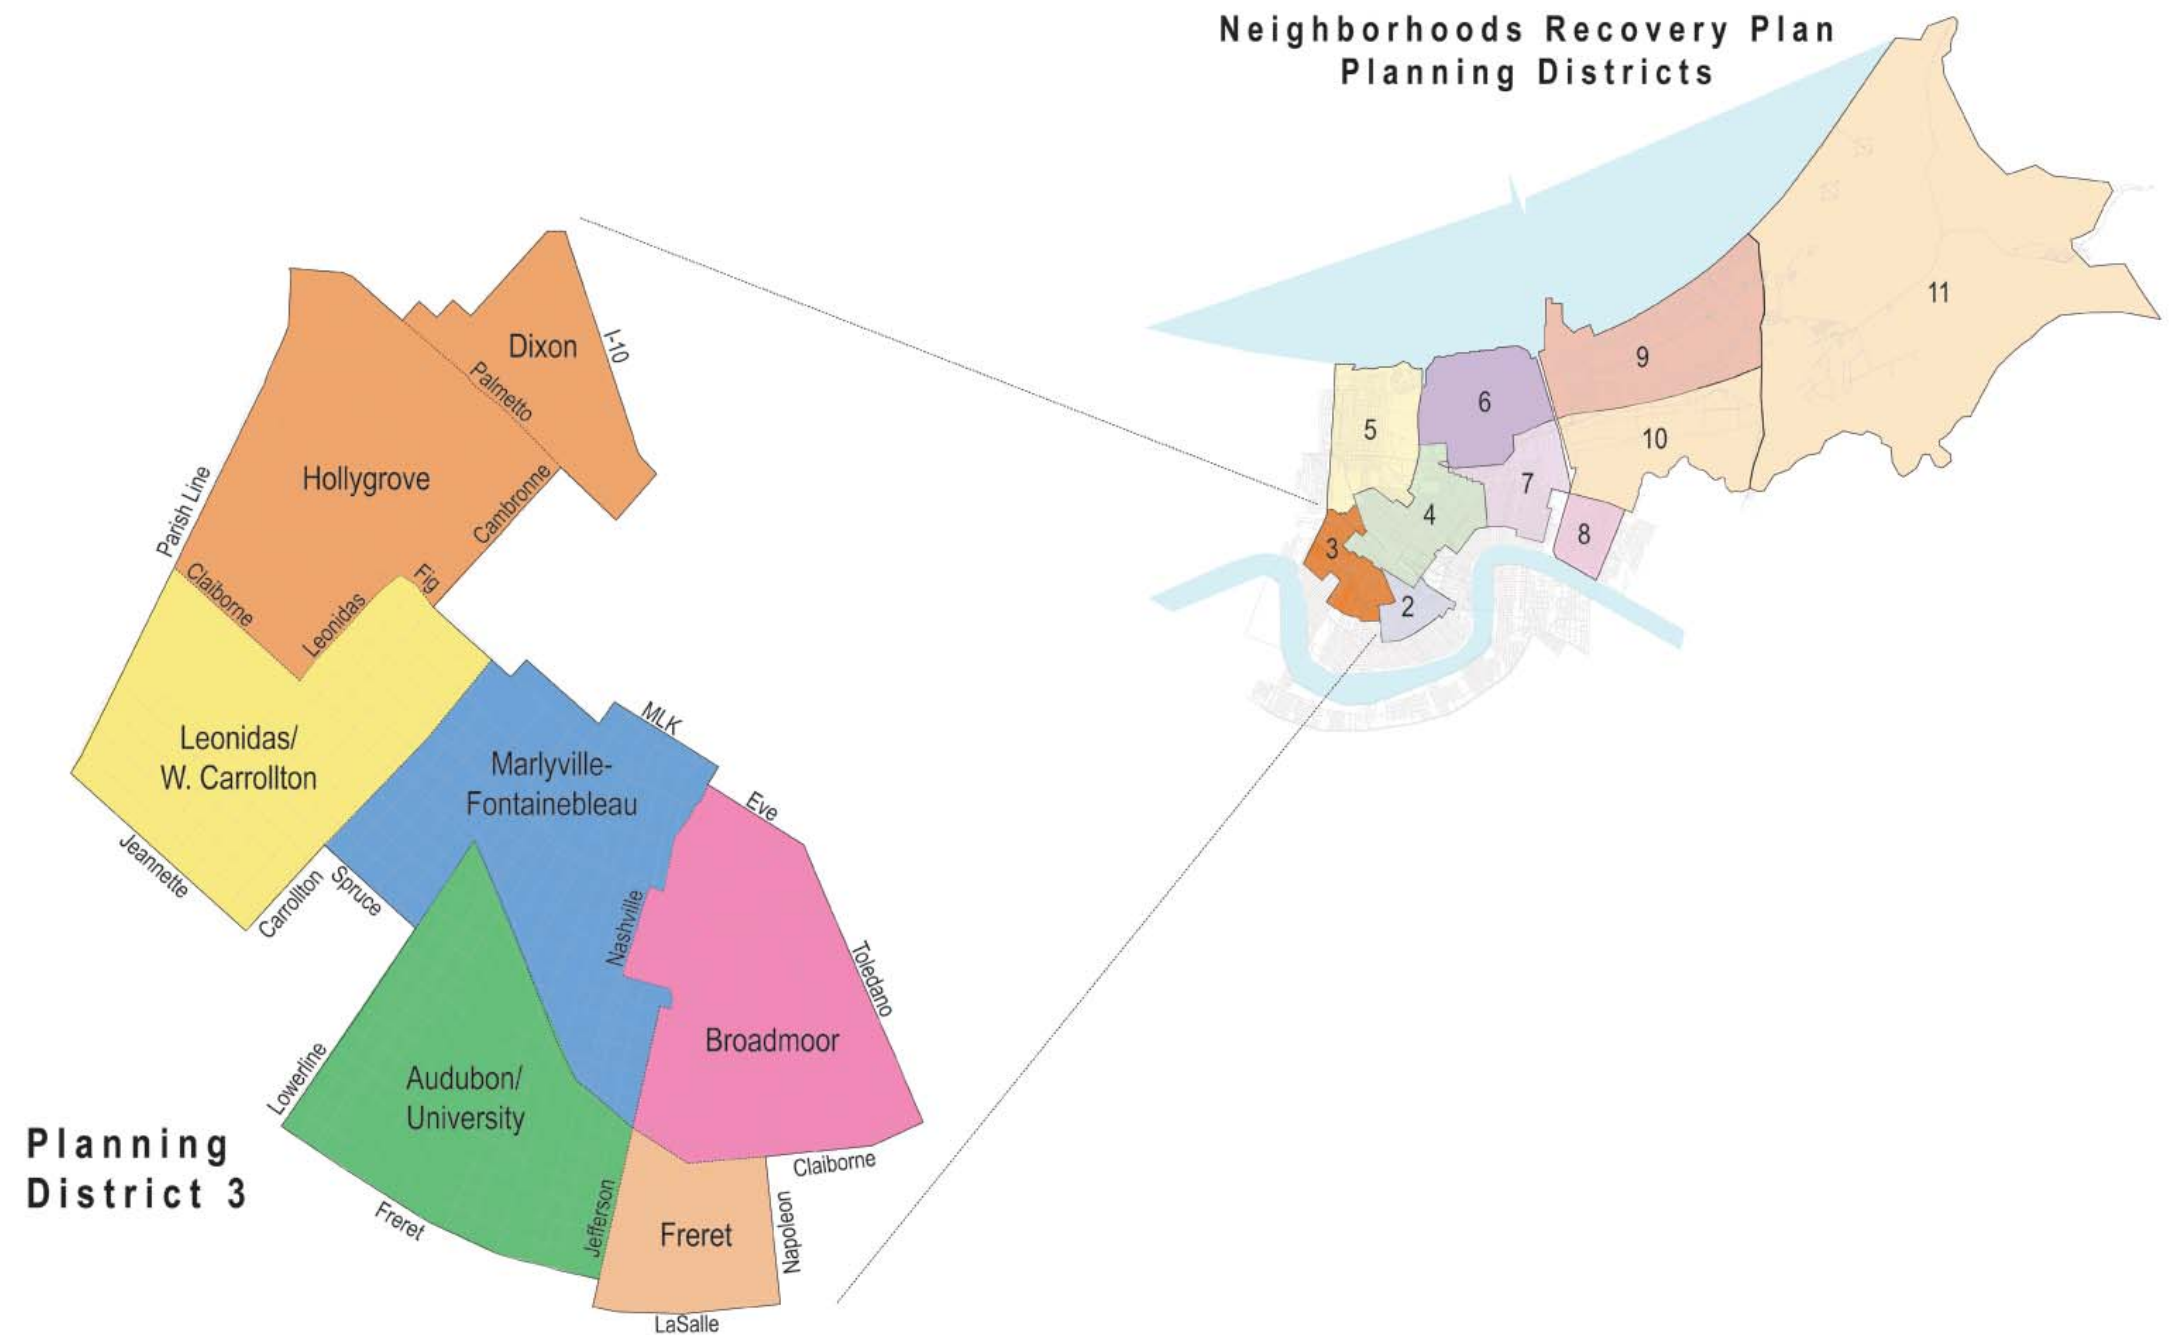 Neighborhoods Recovery Plan
Planning Districts
11
9
6
5
10
7
4
8
3
2
Dixon
I-10
Palmetto
Hollygrove
Parish Line
Cambronne
Claiborne
Leonidas
Fig
Leonidas/
W. Carrollton
MLK
Marlyville-
Fontainebleau
Eve
Jeannette
Carrollton
Spruce
Nashville
Toledano
Broadmoor
Lowerline
Audubon/
University
Planning
District 3
Claiborne
Freret
Jefferson
Freret
Napoleon
LaSalle